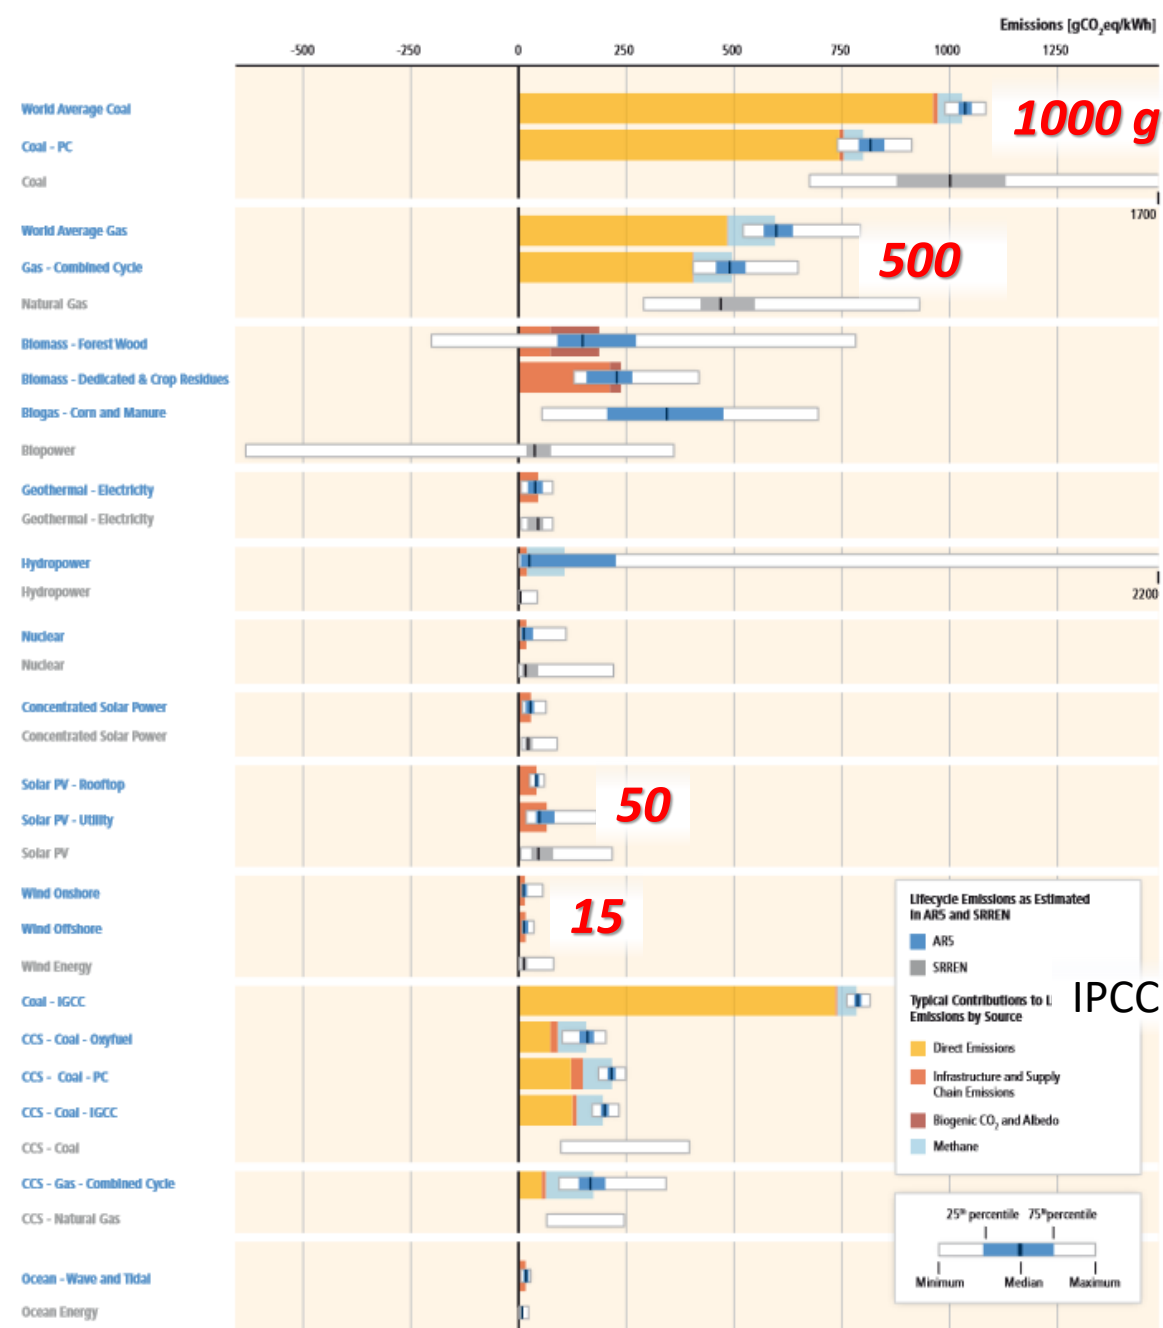 Emissions [gCO2eq/kWh]
-500 -250 0 250 500 750 1000 1250
World Average Coal
1000 g
Coal - PC
Coal
1700
World Average Gas
500
Gas - Combined Cycle
Natural Gas
Biomass - Forest Wood
Biomass - Dedicated & Crop Residues
Biogas - Corn and Manure
Biopower
Geothermal - Electricity
Geothermal - Electricity
Hydropower
Hydropower
2200
Nuclear
Nuclear
Concentrated Solar Power
Concentrated Solar Power
Solar PV - Rooftop
50
Solar PV - Utility
Solar PV
Wind Onshore
15
Wind Offshore
Wind Energy
Coal - IGCC
CCS - Coal - Oxyfuel
CCS - Coal - PC
CCS - Coal - IGCC
CCS - Coal
CCS - Gas - Combined Cycle
CCS - Natural Gas
Ocean - Wave and Tidal
Ocean Energy
Lifecycle Emissions as Estimated
in AR5 and SRREN
AR5
SRREN
IPCC
Typical Contributions to
Emissions by Source
Direct Emissions
Infrastructure and Supply
Chain Emissions
Biogenic CO2 and Albedo
Methane
25th percentile 75th percentile
Minimum Median Maximum